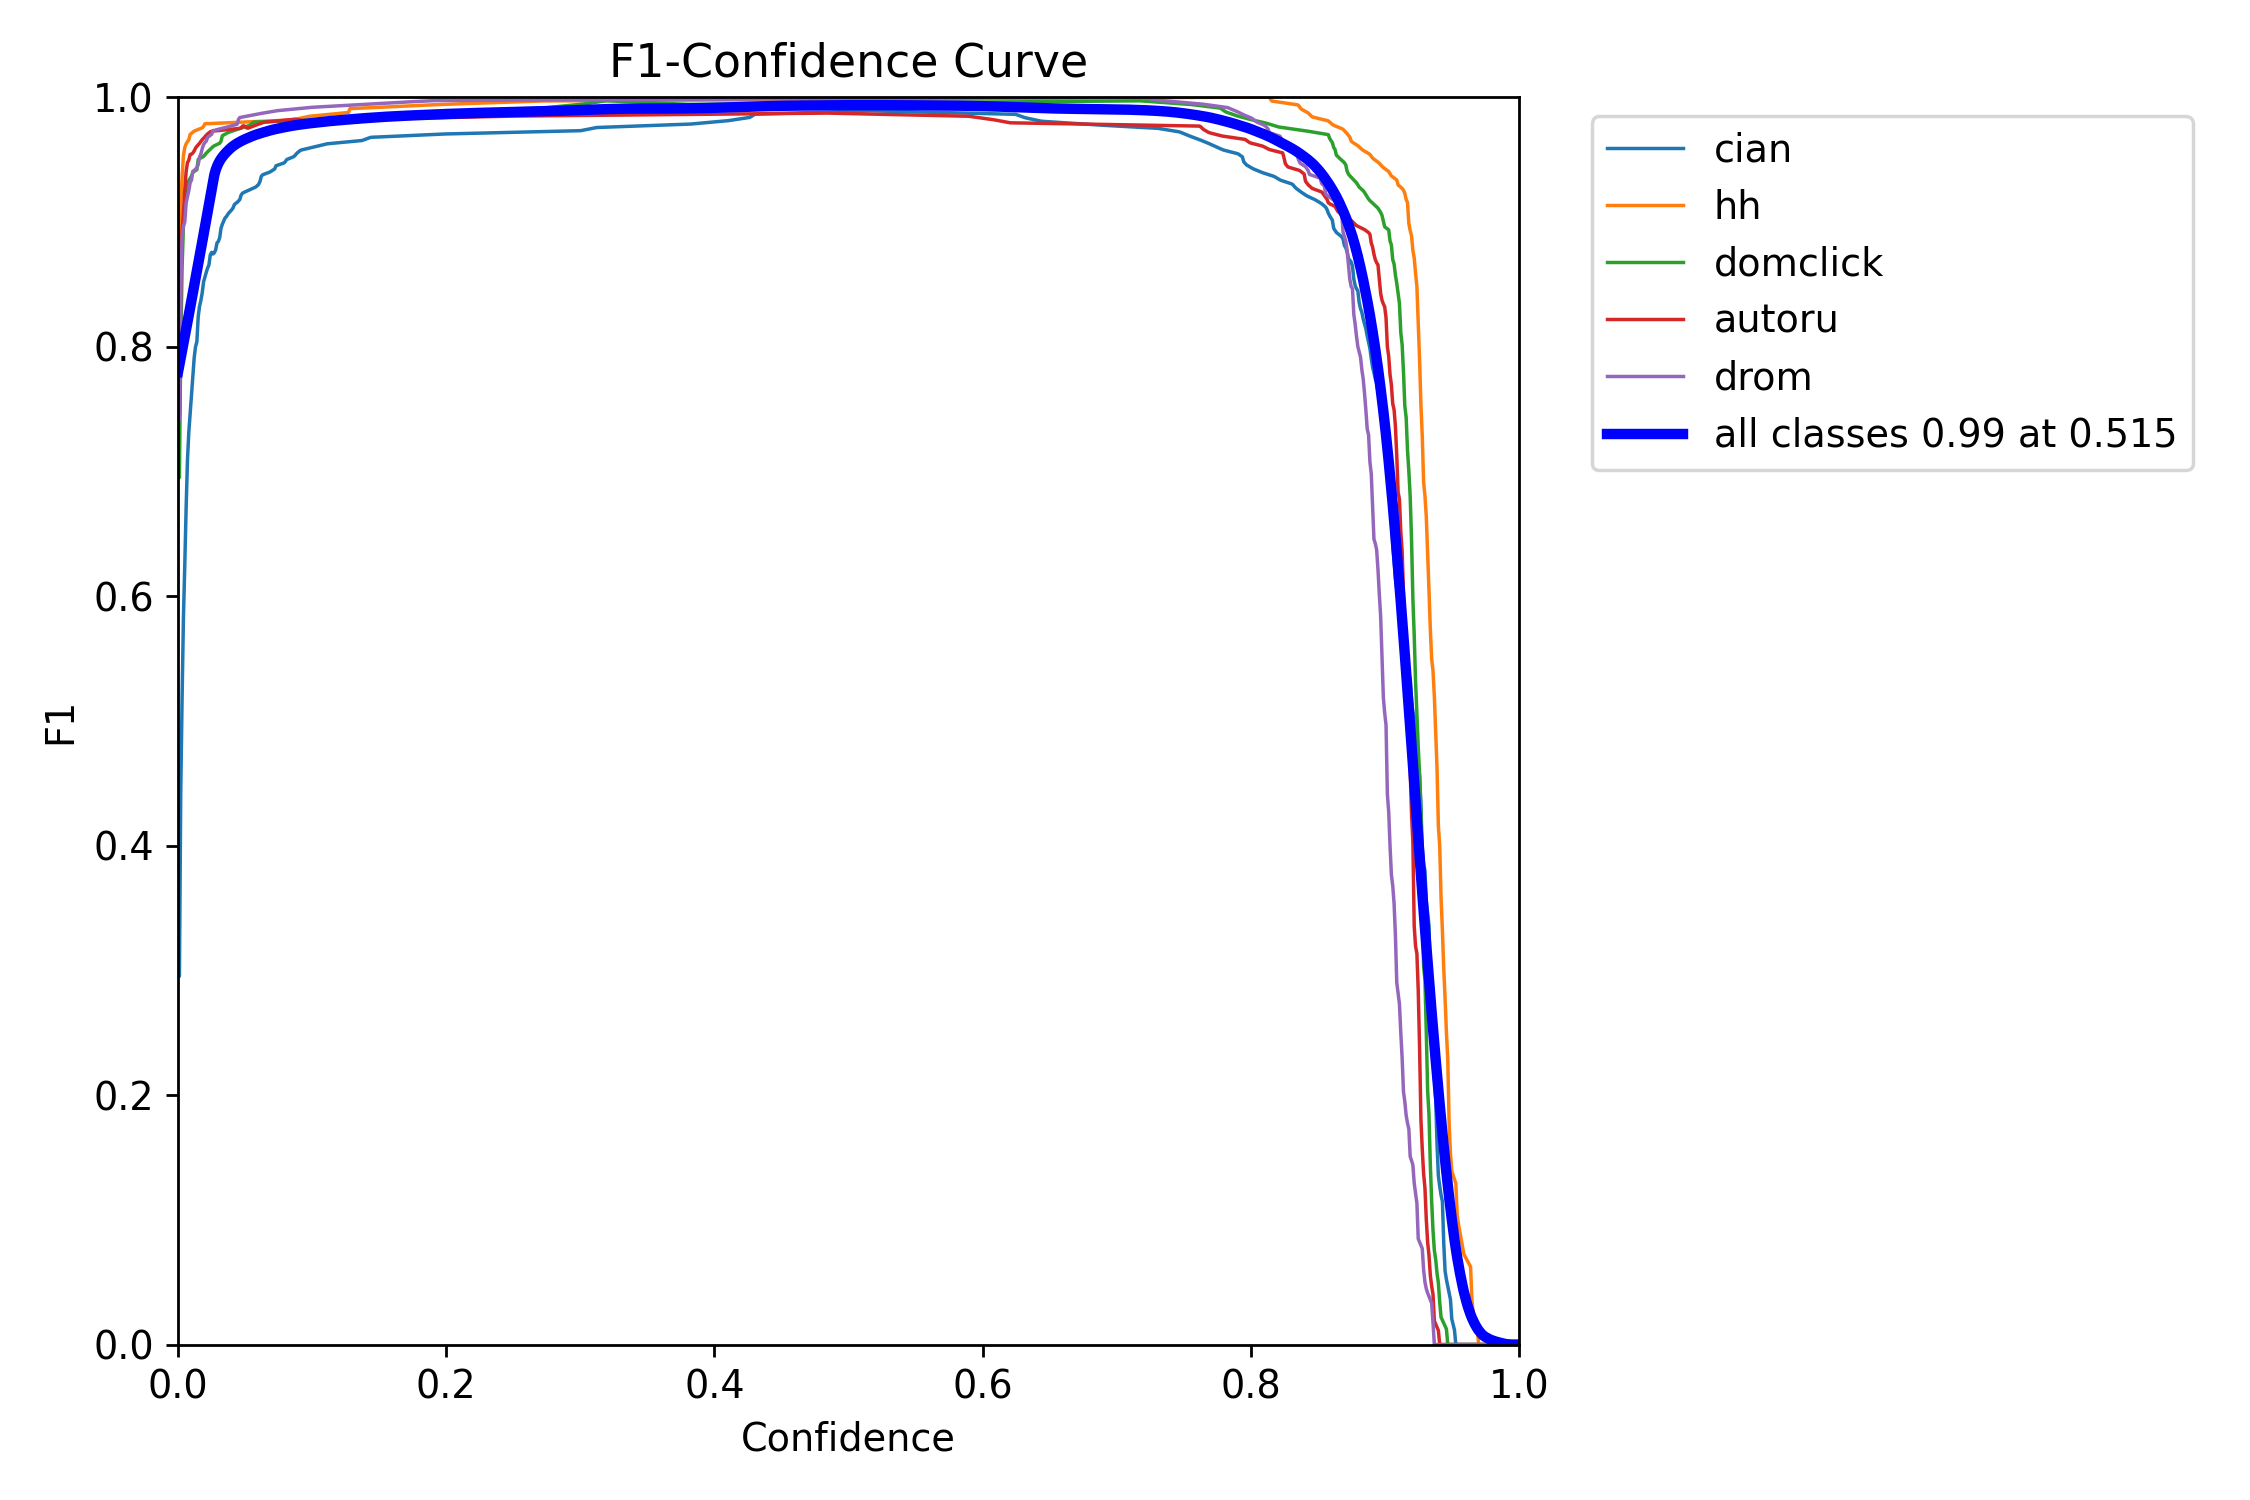 F1-Confidence Curve
1.0
0.8
0.6
0.4
0.2
0.0
F1
0.0 0.2 0.4 0.6 0.8 1.0
Confidence
cian
hh
domclick
autoru
drom
all classes 0.99 at 0.515